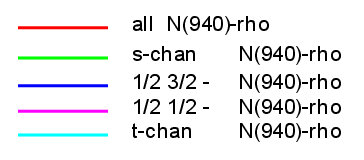 all N(940)-rho
s-chan N(940)-rho
1/2 3/2 - N(940)-rho
1/2 1/2 - N(940)-rho
t-chan N(940)-rho